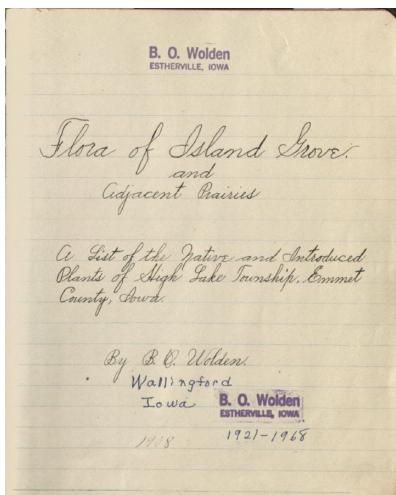 B. O. Wolden
ESTHERVILLE, IOWA
Flora of Island Grove.
and
Adjacent Prairies
A List of the Native and Introduced
Plants of High Lake Township, Emmet
County, Iowa.
By B. O. Wolden.
Wallingford
Iowa
B. O. Wolden
ESTHERVILLE, IOWA
1921-1968
1968